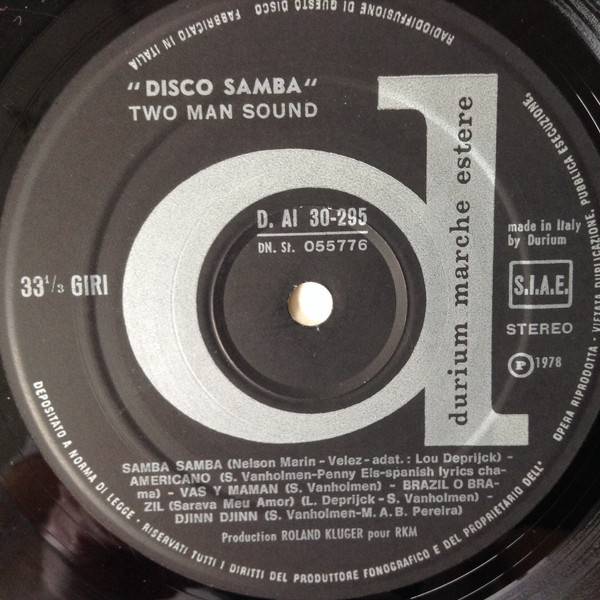 RADIODIFFUSIONE DI QUESTO DISCO FABBRICATO IN ITALIA
"DISCO SAMBA"
TWO MAN SOUND
D. AI 30-295
DN. St. 055776
33 1/3 GIRI
durium marche estere
made in Italy
by Durium
S.I.A.E.
STEREO
P 1978
SAMBA SAMBA (Nelson Marin - Velez - adat. : Lou Deprijck) -
AMERICANO (S. Vanholmen - Penny Els - spanish lyrics cha-
ma) - VAS Y MAMAN (S. Vanholmen) - BRAZIL O BRA-
ZIL (Sarava Meu Amor) (L. Deprijck - S. Vanholmen) -
DJINN DJINN (S. Vanholmen - M. A. B. Pereira)
Production ROLAND KLUGER pour RKM
DEPOSITATO A NORMA DI LEGGE · RISERVATI TUTTI I DIRITTI DEL PRODUTTORE FONOGRAFICO E DEL PROPRIETARIO DELL' OPERA RIPRODOTTA · VIETATA DUPLICAZIONE, PUBBLICA ESECUZIONE,